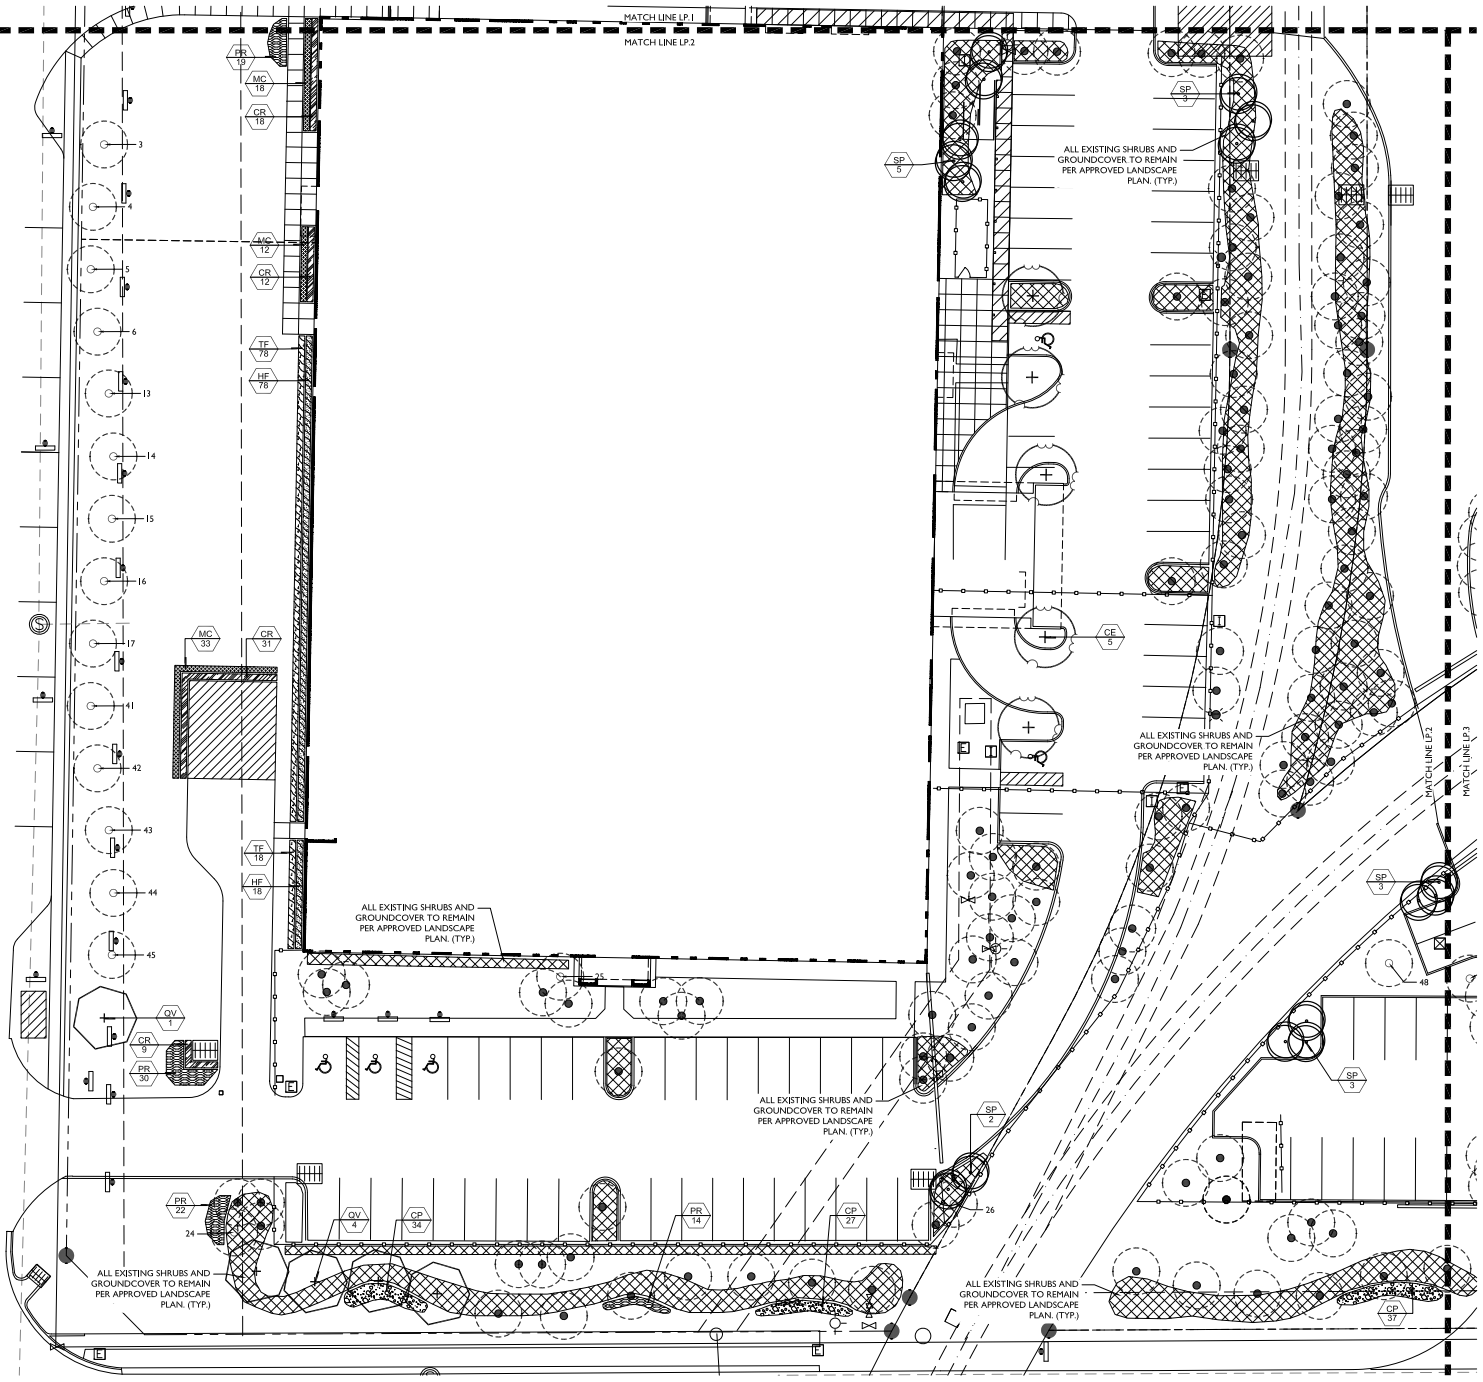 MATCH LINE LP.1
MATCH LINE LP.2
PR
19
MC
18
CR
18
SP
3
SP
5
ALL EXISTING SHRUBS AND
GROUNDCOVER TO REMAIN
PER APPROVED LANDSCAPE
PLAN. (TYP.)
3
4
MC
12
5
CR
12
6
TF
78
HF
78
13
14
15
16
S
17
MC
33
CR
31
CE
5
41
ALL EXISTING SHRUBS AND
GROUNDCOVER TO REMAIN
PER APPROVED LANDSCAPE
PLAN. (TYP.)
MATCH LINE LP.2
MATCH LINE LP.3
E
T
42
E
T
43
TF
18
HF
18
44
SP
3
ALL EXISTING SHRUBS AND
GROUNDCOVER TO REMAIN
PER APPROVED LANDSCAPE
PLAN. (TYP.)
45
25
48
QV
1
CR
9
PR
30
E
SP
3
ALL EXISTING SHRUBS AND
GROUNDCOVER TO REMAIN
PER APPROVED LANDSCAPE
PLAN. (TYP.)
SP
2
PR
22
24
QV
4
CP
34
PR
14
CP
27
26
ALL EXISTING SHRUBS AND
GROUNDCOVER TO REMAIN
PER APPROVED LANDSCAPE
PLAN. (TYP.)
ALL EXISTING SHRUBS AND
GROUNDCOVER TO REMAIN
PER APPROVED LANDSCAPE
PLAN. (TYP.)
CP
37
E
E